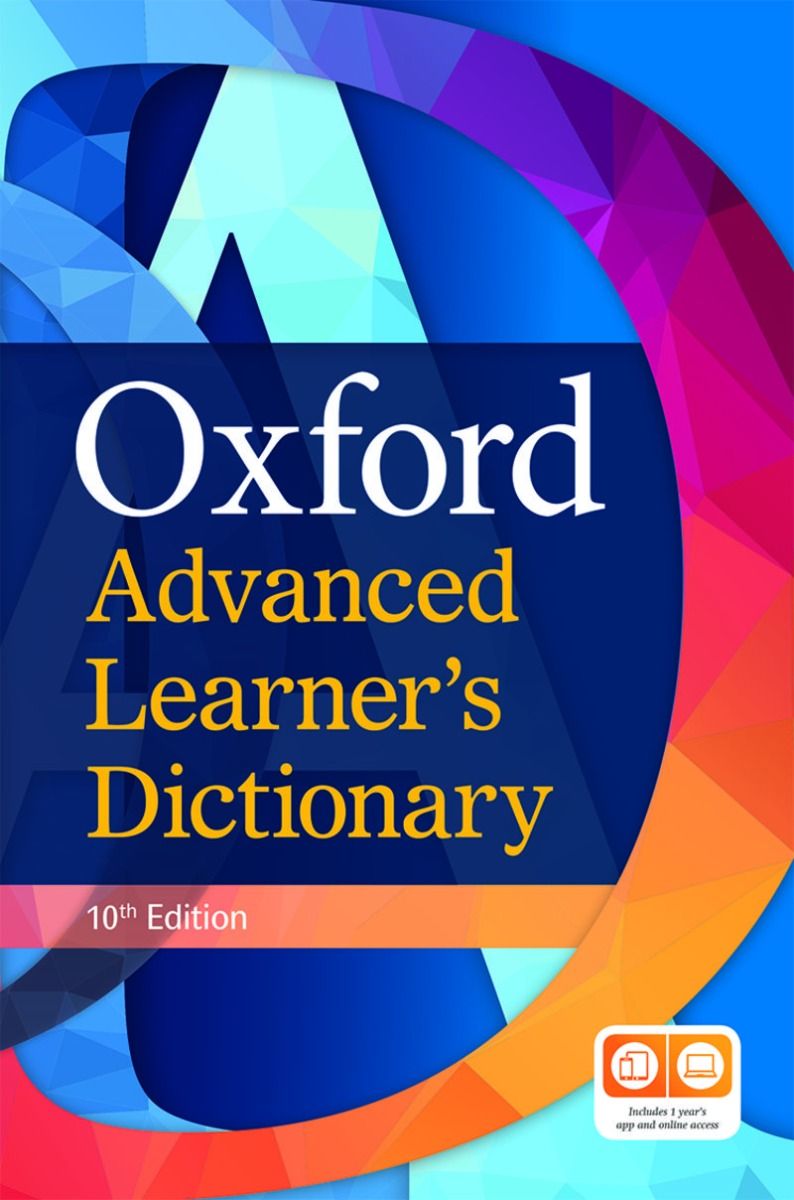 Oxford
Advanced
Learner’s
Dictionary
10th Edition
Includes 1 year's
app and online access